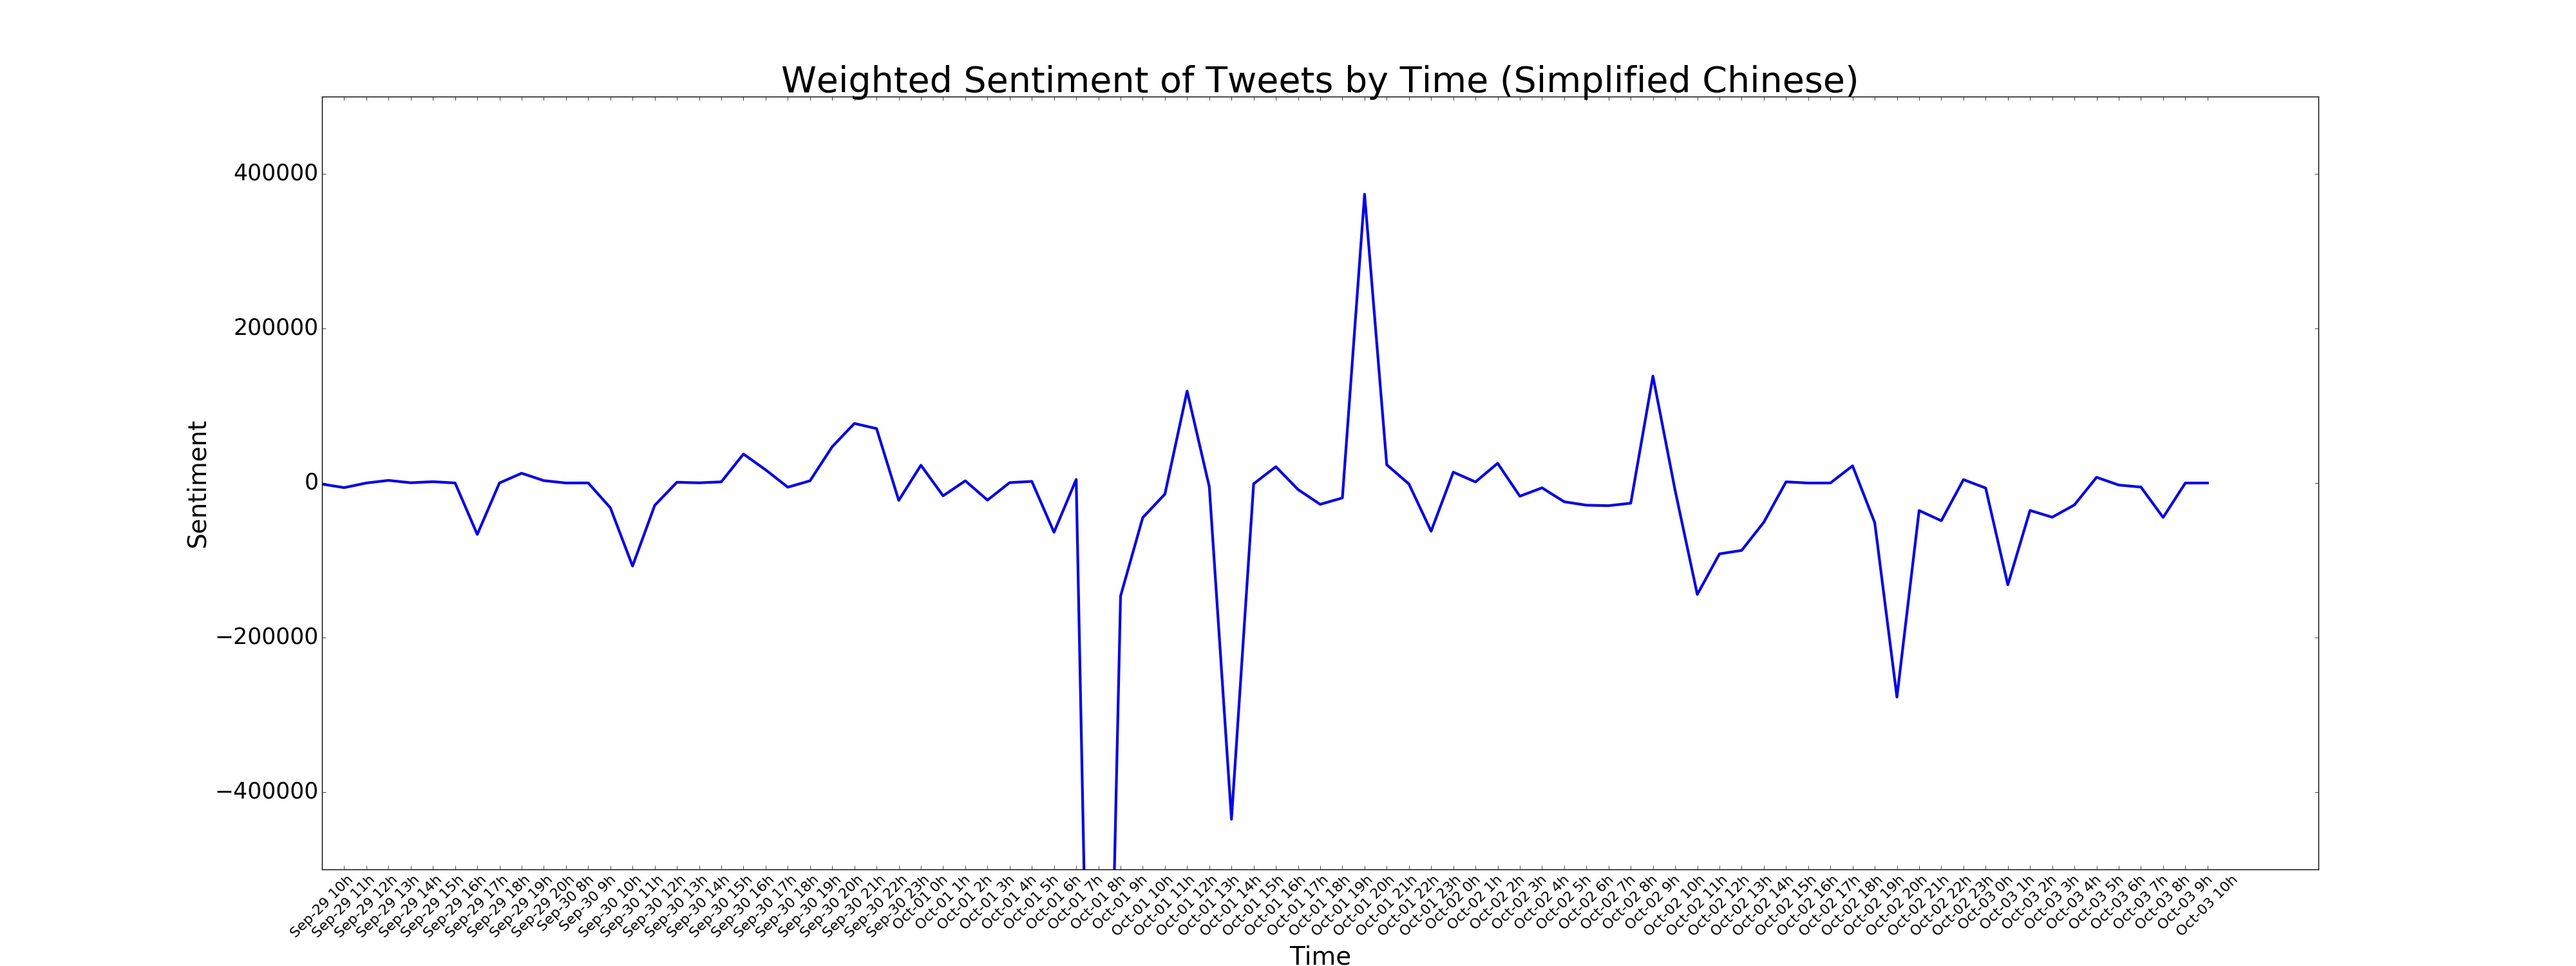 Weighted Sentiment of Tweets by Time (Simplified Chinese)
400000
200000
0
−200000
−400000
Sentiment
Sep-29 10h
Sep-29 11h
Sep-29 12h
Sep-29 13h
Sep-29 14h
Sep-29 15h
Sep-29 16h
Sep-29 17h
Sep-29 18h
Sep-29 19h
Sep-29 20h
Sep-30 8h
Sep-30 9h
Sep-30 10h
Sep-30 11h
Sep-30 12h
Sep-30 13h
Sep-30 14h
Sep-30 15h
Sep-30 16h
Sep-30 17h
Sep-30 18h
Sep-30 19h
Sep-30 20h
Sep-30 21h
Sep-30 22h
Sep-30 23h
Oct-01 0h
Oct-01 1h
Oct-01 2h
Oct-01 3h
Oct-01 4h
Oct-01 5h
Oct-01 6h
Oct-01 7h
Oct-01 8h
Oct-01 9h
Oct-01 10h
Oct-01 11h
Oct-01 12h
Oct-01 13h
Oct-01 14h
Oct-01 15h
Oct-01 16h
Oct-01 17h
Oct-01 18h
Oct-01 19h
Oct-01 20h
Oct-01 21h
Oct-01 22h
Oct-01 23h
Oct-02 0h
Oct-02 1h
Oct-02 2h
Oct-02 3h
Oct-02 4h
Oct-02 5h
Oct-02 6h
Oct-02 7h
Oct-02 8h
Oct-02 9h
Oct-02 10h
Oct-02 11h
Oct-02 12h
Oct-02 13h
Oct-02 14h
Oct-02 15h
Oct-02 16h
Oct-02 17h
Oct-02 18h
Oct-02 19h
Oct-02 20h
Oct-02 21h
Oct-02 22h
Oct-02 23h
Oct-03 0h
Oct-03 1h
Oct-03 2h
Oct-03 3h
Oct-03 4h
Oct-03 5h
Oct-03 6h
Oct-03 7h
Oct-03 8h
Oct-03 9h
Oct-03 10h
Time